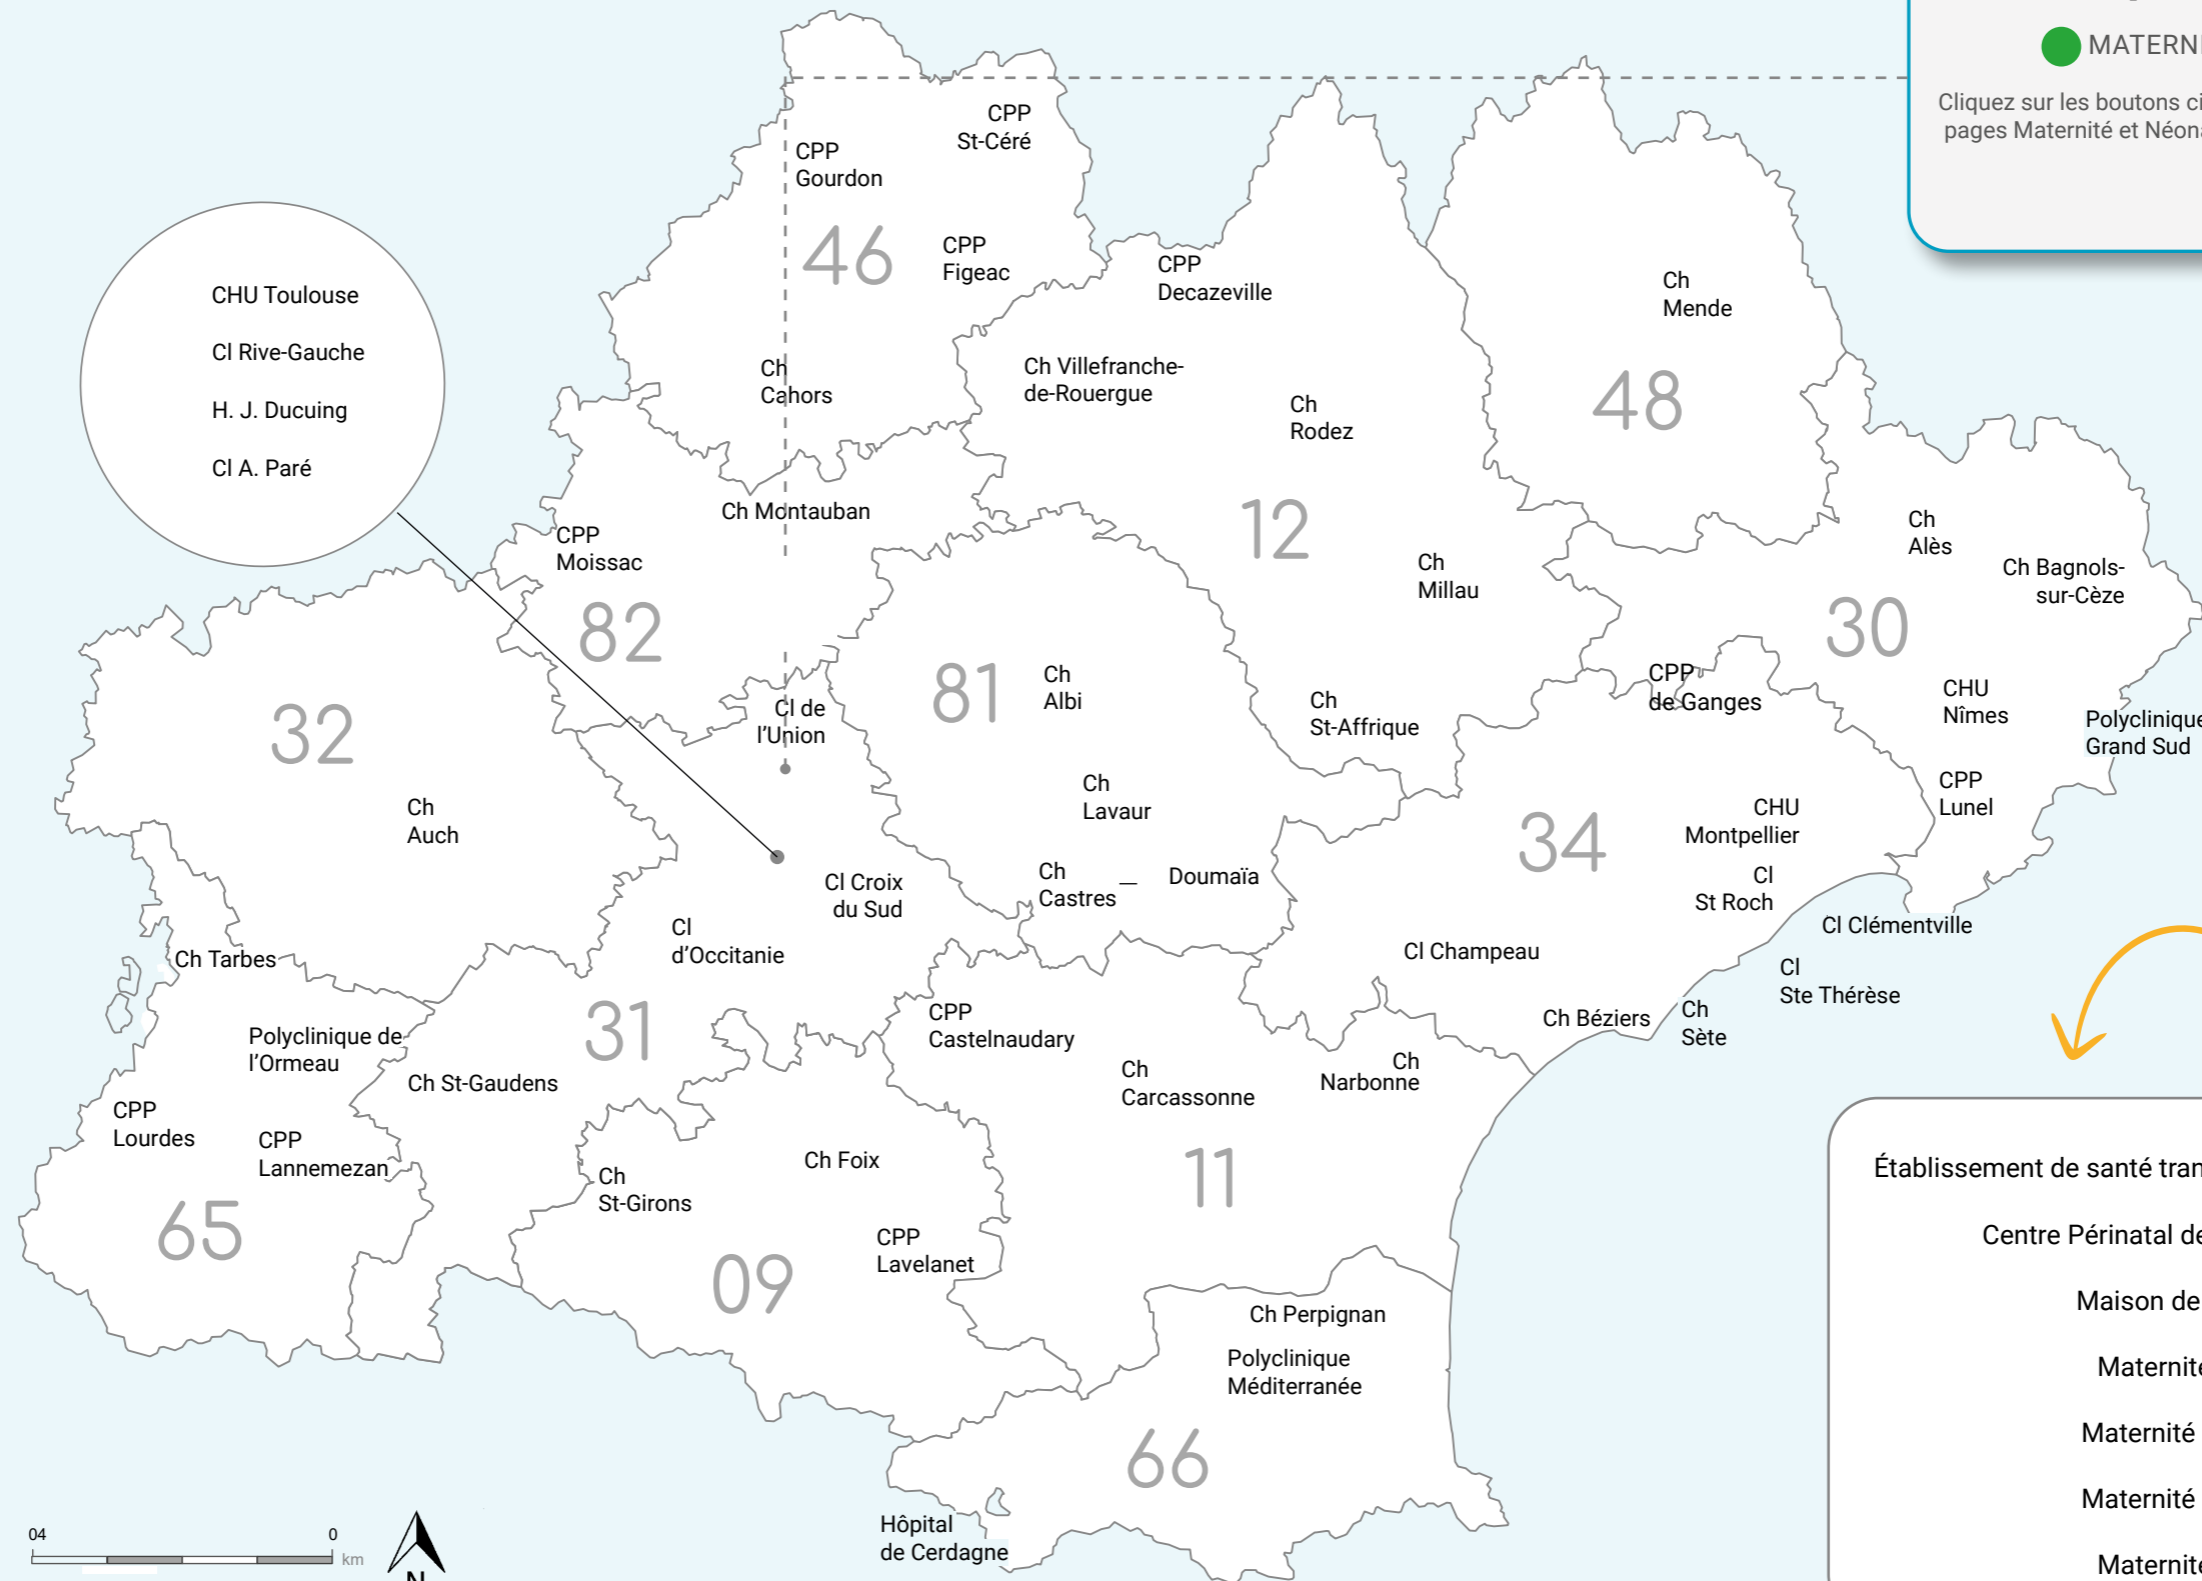 MATERNI
Cliquez sur les boutons ci
pages Maternité et Néona
CHU Toulouse
Cl Rive-Gauche
H. J. Ducuing
Cl A. Paré
CPP
St-Céré
CPP
Gourdon
46
CPP
Figeac
Ch
Cahors
CPP
Decazeville
Ch Villefranche-
de-Rouergue
Ch
Rodez
12
Ch
Millau
Ch
St-Affrique
Ch
Mende
48
Ch
Alès
Ch Bagnols-
sur-Cèze
30
CHU
Nîmes
Polyclinique
Grand Sud
CPP
Lunel
Ch Montauban
CPP
Moissac
82
32
Ch
Auch
81
Ch
Albi
Ch
Lavaur
Ch
Castres
Doumaïa
Cl de
l'Union
Cl Croix
du Sud
Cl
d'Occitanie
31
Ch St-Gaudens
CPP
de Ganges
34
CHU
Montpellier
Cl
St Roch
Cl Clémentville
Cl
Ste Thérèse
Cl Champeau
Ch Béziers
Ch
Sète
Ch Tarbes
Polyclinique de
l'Ormeau
CPP
Lourdes
CPP
Lannemezan
65
Ch
St-Girons
Ch Foix
CPP
Lavelanet
09
CPP
Castelnaudary
Ch
Carcassonne
Ch
Narbonne
11
Ch Perpignan
Polyclinique
Méditerranée
66
Hôpital
de Cerdagne
Établissement de santé tran
Centre Périnatal de
Maison de
Maternité
Maternité
Maternité
Maternité
04
0
km
N